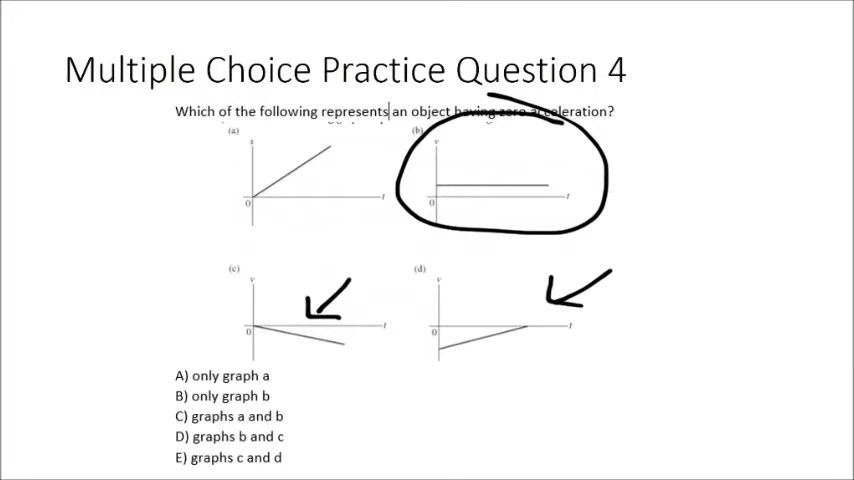 Multiple Choice Practice Question 4
Which of the following represents an object having zero acceleration?
(a)
(b)
x
v
0
t
0
t
(c)
(d)
v
v
0
t
0
t
A) only graph a
B) only graph b
C) graphs a and b
D) graphs b and c
E) graphs c and d